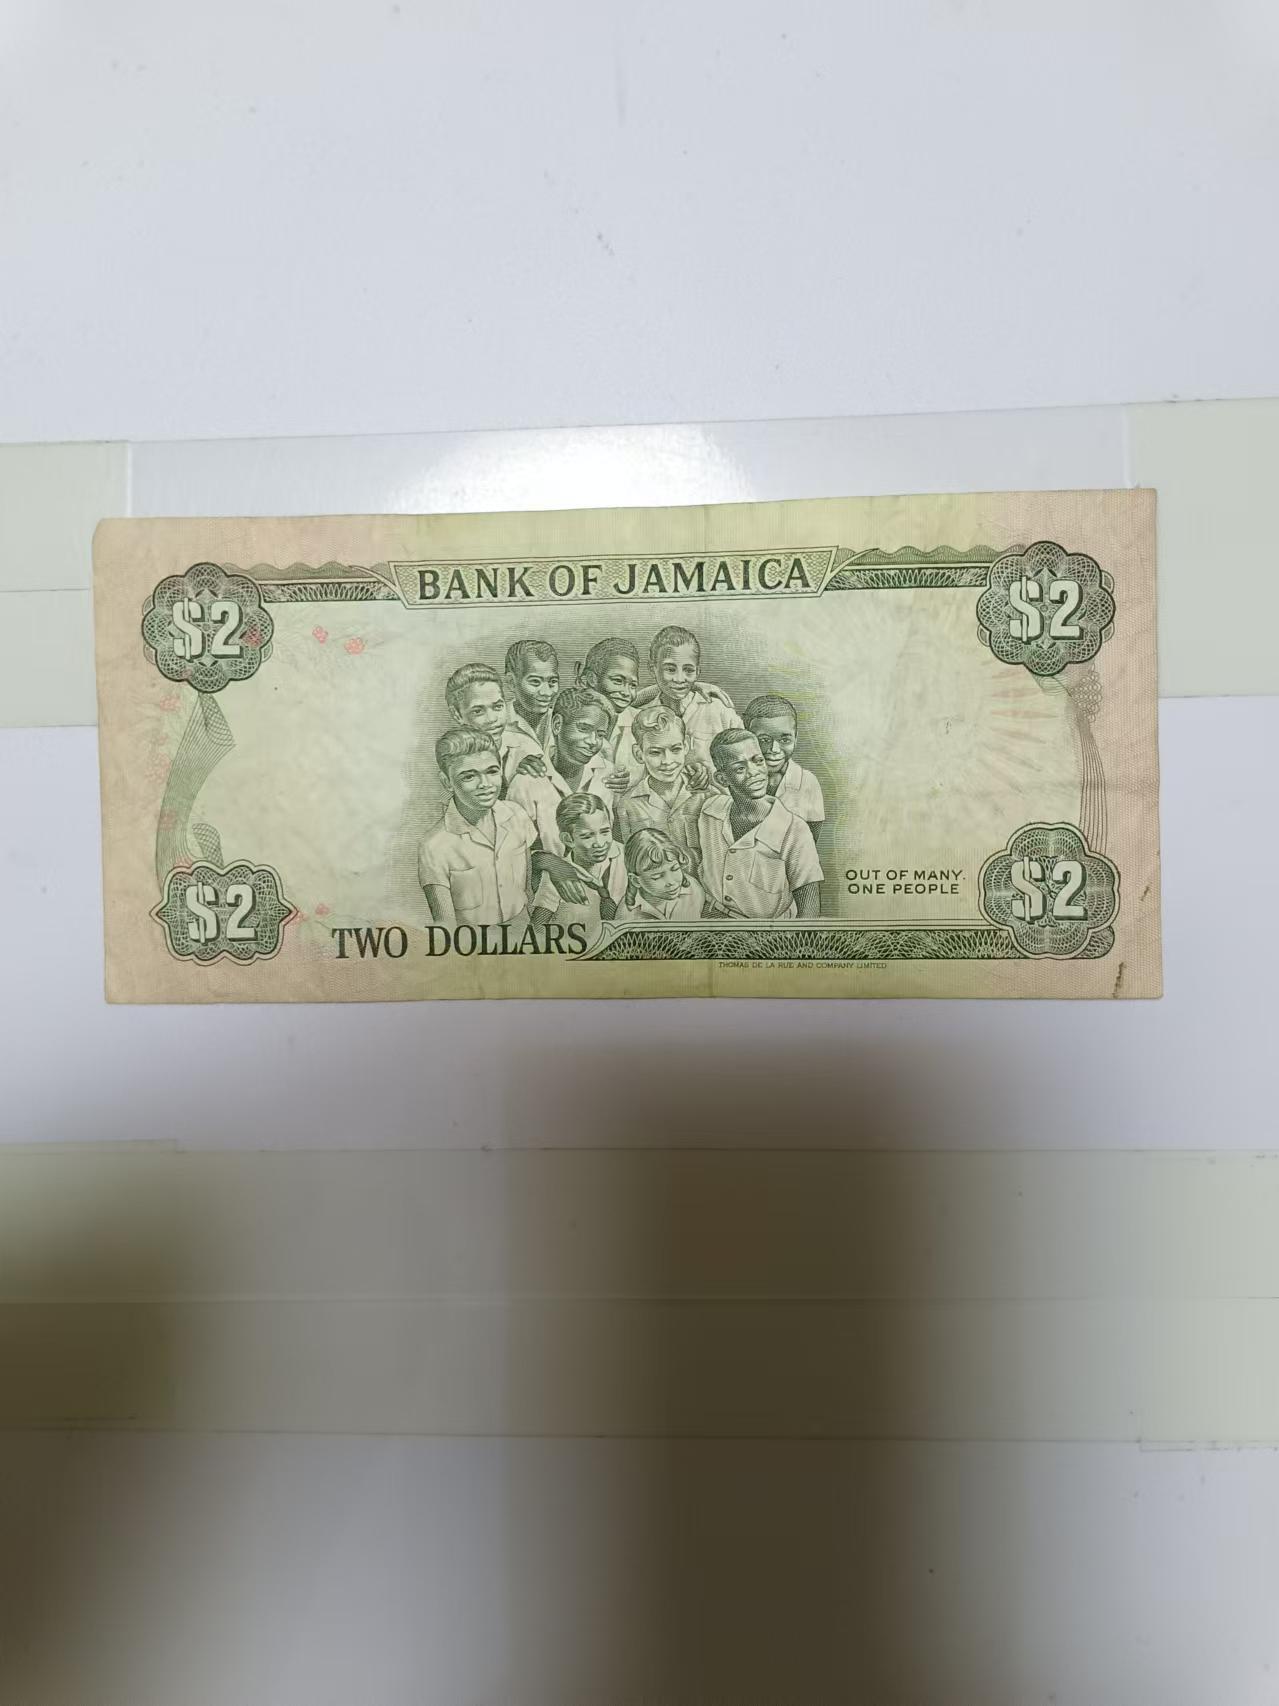 BANK OF JAMAICA
$2
$2
OUT OF MANY.
ONE PEOPLE
$2
$2
TWO DOLLARS
THOMAS DE LA RUE AND COMPANY LIMITED